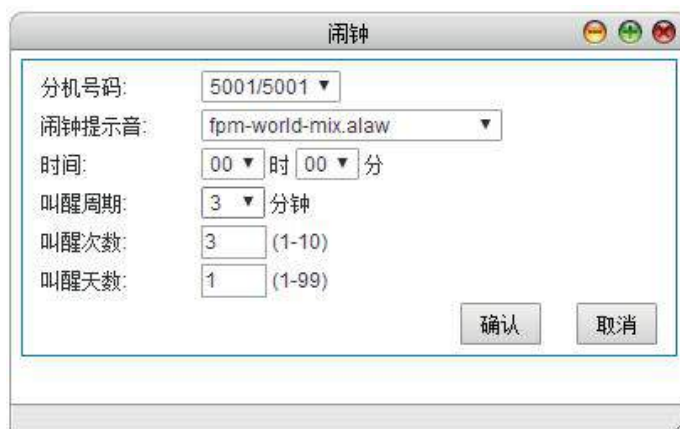 闹钟
分机号码: 5001/5001
闹钟提示音: fpm-world-mix.alaw
时间: 00 时 00 分
叫醒周期: 3 分钟
叫醒次数: 3 (1-10)
叫醒天数: 1 (1-99)
确认 取消